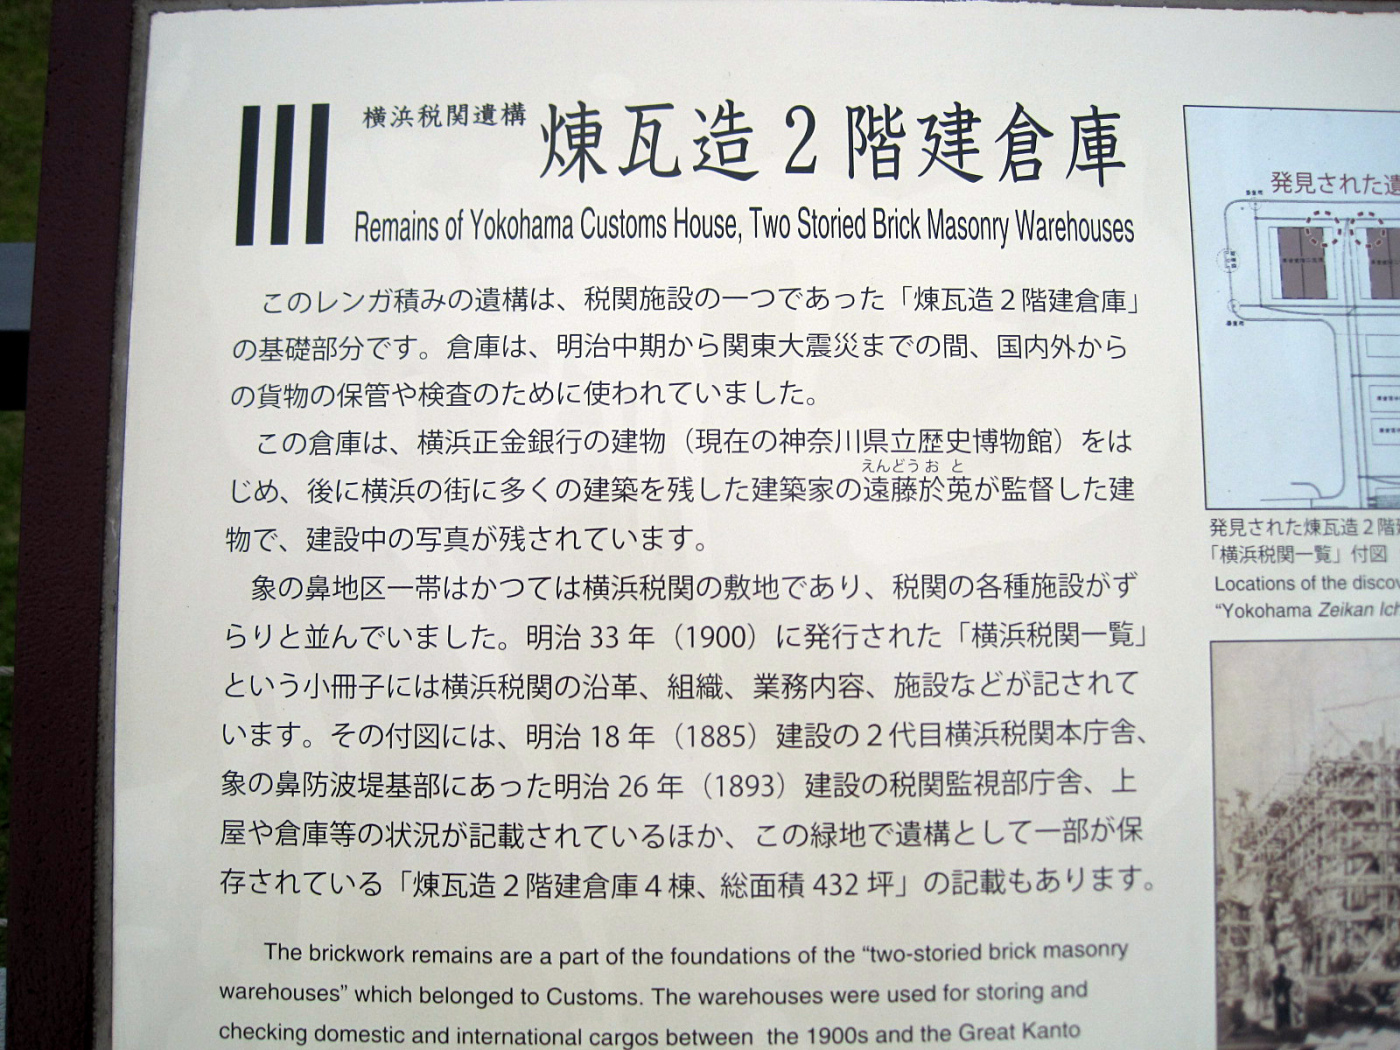 III
横浜税関遺構
煉瓦造2階建倉庫
Remains of Yokohama Customs House, Two Storied Brick Masonry Warehouses
このレンガ積みの遺構は、税関施設の一つであった「煉瓦造2階建倉庫」
の基礎部分です。倉庫は、明治中期から関東大震災までの間、国内外から
の貨物の保管や検査のために使われていました。
この倉庫は、横浜正金銀行の建物（現在の神奈川県立歴史博物館）をは
えんどう お と
じめ、後に横浜の街に多くの建築を残した建築家の遠藤於菟が監督した建
物で、建設中の写真が残されています。
象の鼻地区一帯はかつては横浜税関の敷地であり、税関の各種施設がず
らりと並んでいました。明治 33 年（1900）に発行された「横浜税関一覧」
という小冊子には横浜税関の沿革、組織、業務内容、施設などが記されて
います。その付図には、明治 18 年（1885）建設の2代目横浜税関本庁舎、
象の鼻防波堤基部にあった明治 26 年（1893）建設の税関監視部庁舎、上
屋や倉庫等の状況が記載されているほか、この緑地で遺構として一部が保
存されている「煉瓦造2階建倉庫4棟、総面積 432 坪」の記載もあります。
The brickwork remains are a part of the foundations of the “two-storied brick masonry
warehouses” which belonged to Customs. The warehouses were used for storing and
checking domestic and international cargos between the 1900s and the Great Kanto
発見された遺
発見された煉瓦造2階
「横浜税関一覧」付図
Locations of the disco
“Yokohama Zeikan Ich